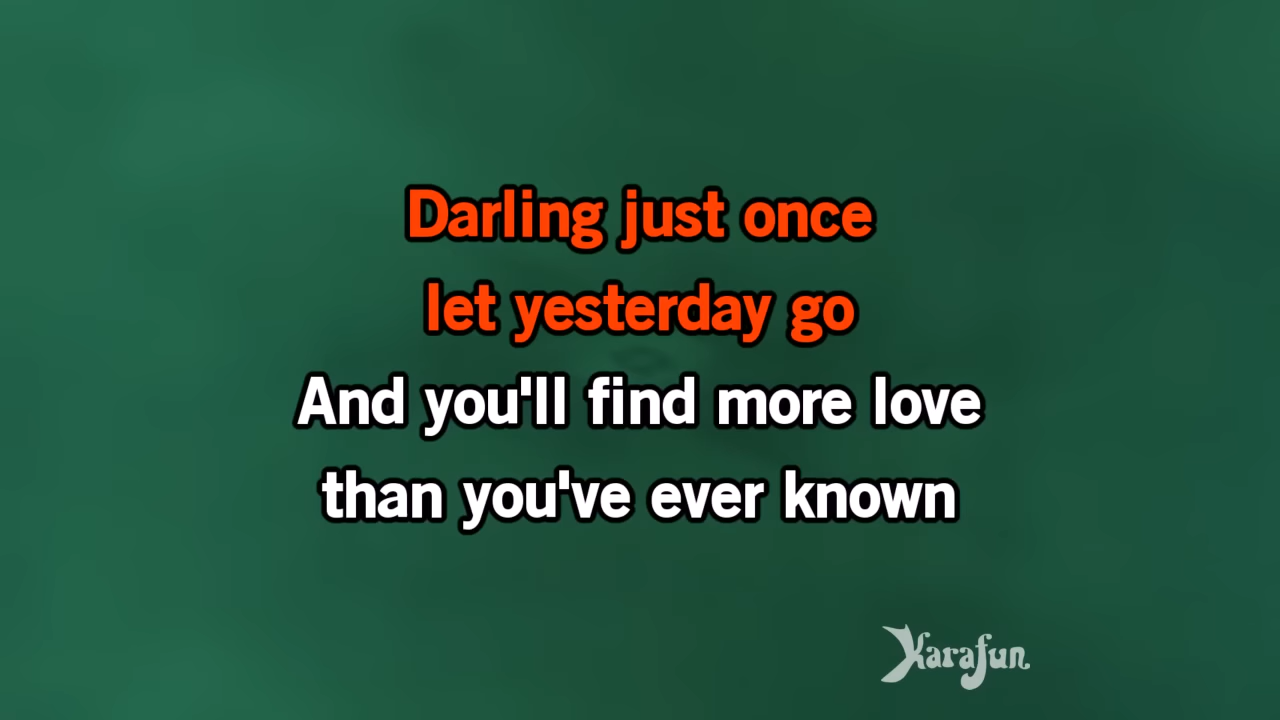 Darling just once
let yesterday go
And you'll find more love
than you've ever known
Karafun